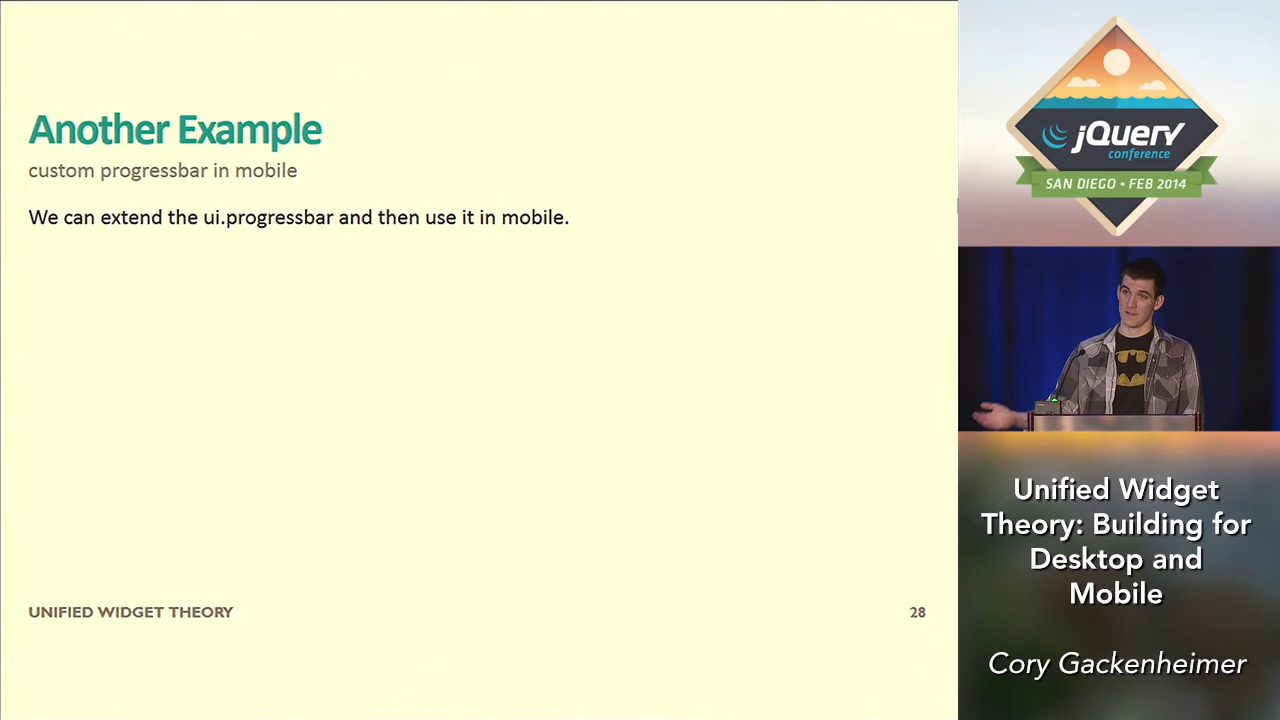 Another Example
custom progressbar in mobile
We can extend the ui.progressbar and then use it in mobile.
UNIFIED WIDGET THEORY
28
jQuery
conference
SAN DIEGO • FEB 2014
Unified Widget
Theory: Building for
Desktop and
Mobile
Cory Gackenheimer